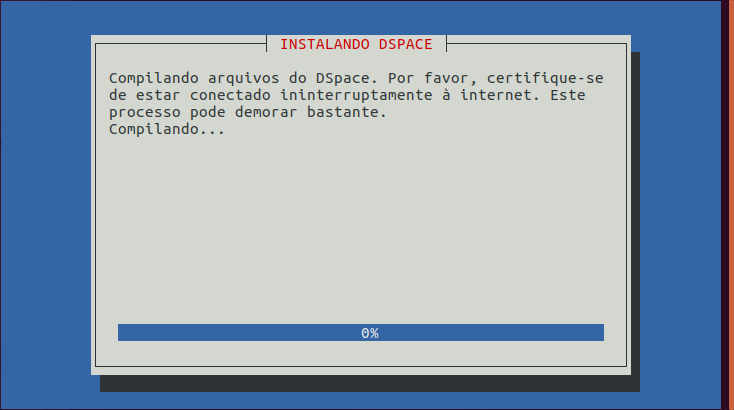 INSTALANDO DSPACE
Compilando arquivos do DSpace. Por favor, certifique-se
de estar conectado ininterruptamente à internet. Este
processo pode demorar bastante.
Compilando...
0%